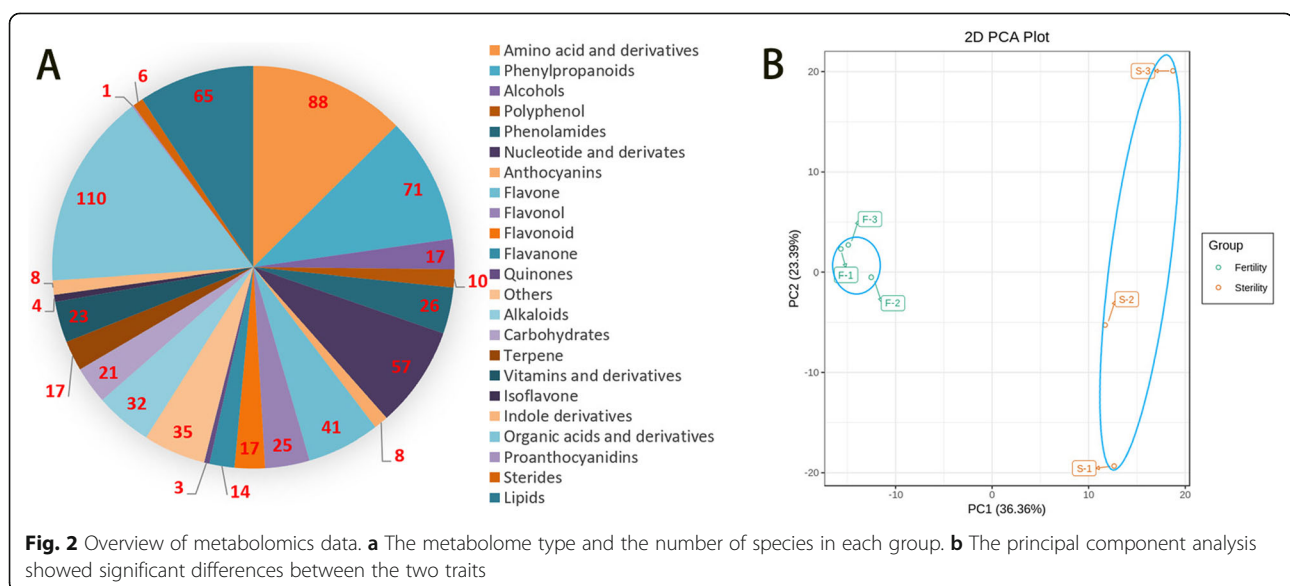 A
88
71
17
10
26
57
8
41
25
17
14
3
35
32
21
17
23
4
8
110
1
6
65
Amino acid and derivatives
Phenylpropanoids
Alcohols
Polyphenol
Phenolamides
Nucleotide and derivates
Anthocyanins
Flavone
Flavonol
Flavonoid
Flavanone
Quinones
Others
Alkaloids
Carbohydrates
Terpene
Vitamins and derivatives
Isoflavone
Indole derivatives
Organic acids and derivatives
Proanthocyanidins
Sterides
Lipids
B
2D PCA Plot
PC2 (23.39%)
20
10
0
-10
-20
S-3
F-3
F-1
F-2
S-2
S-1
-10
0
10
20
PC1 (36.36%)
Group
Fertility
Sterility
Fig. 2 Overview of metabolomics data. a The metabolome type and the number of species in each group. b The principal component analysis
showed significant differences between the two traits